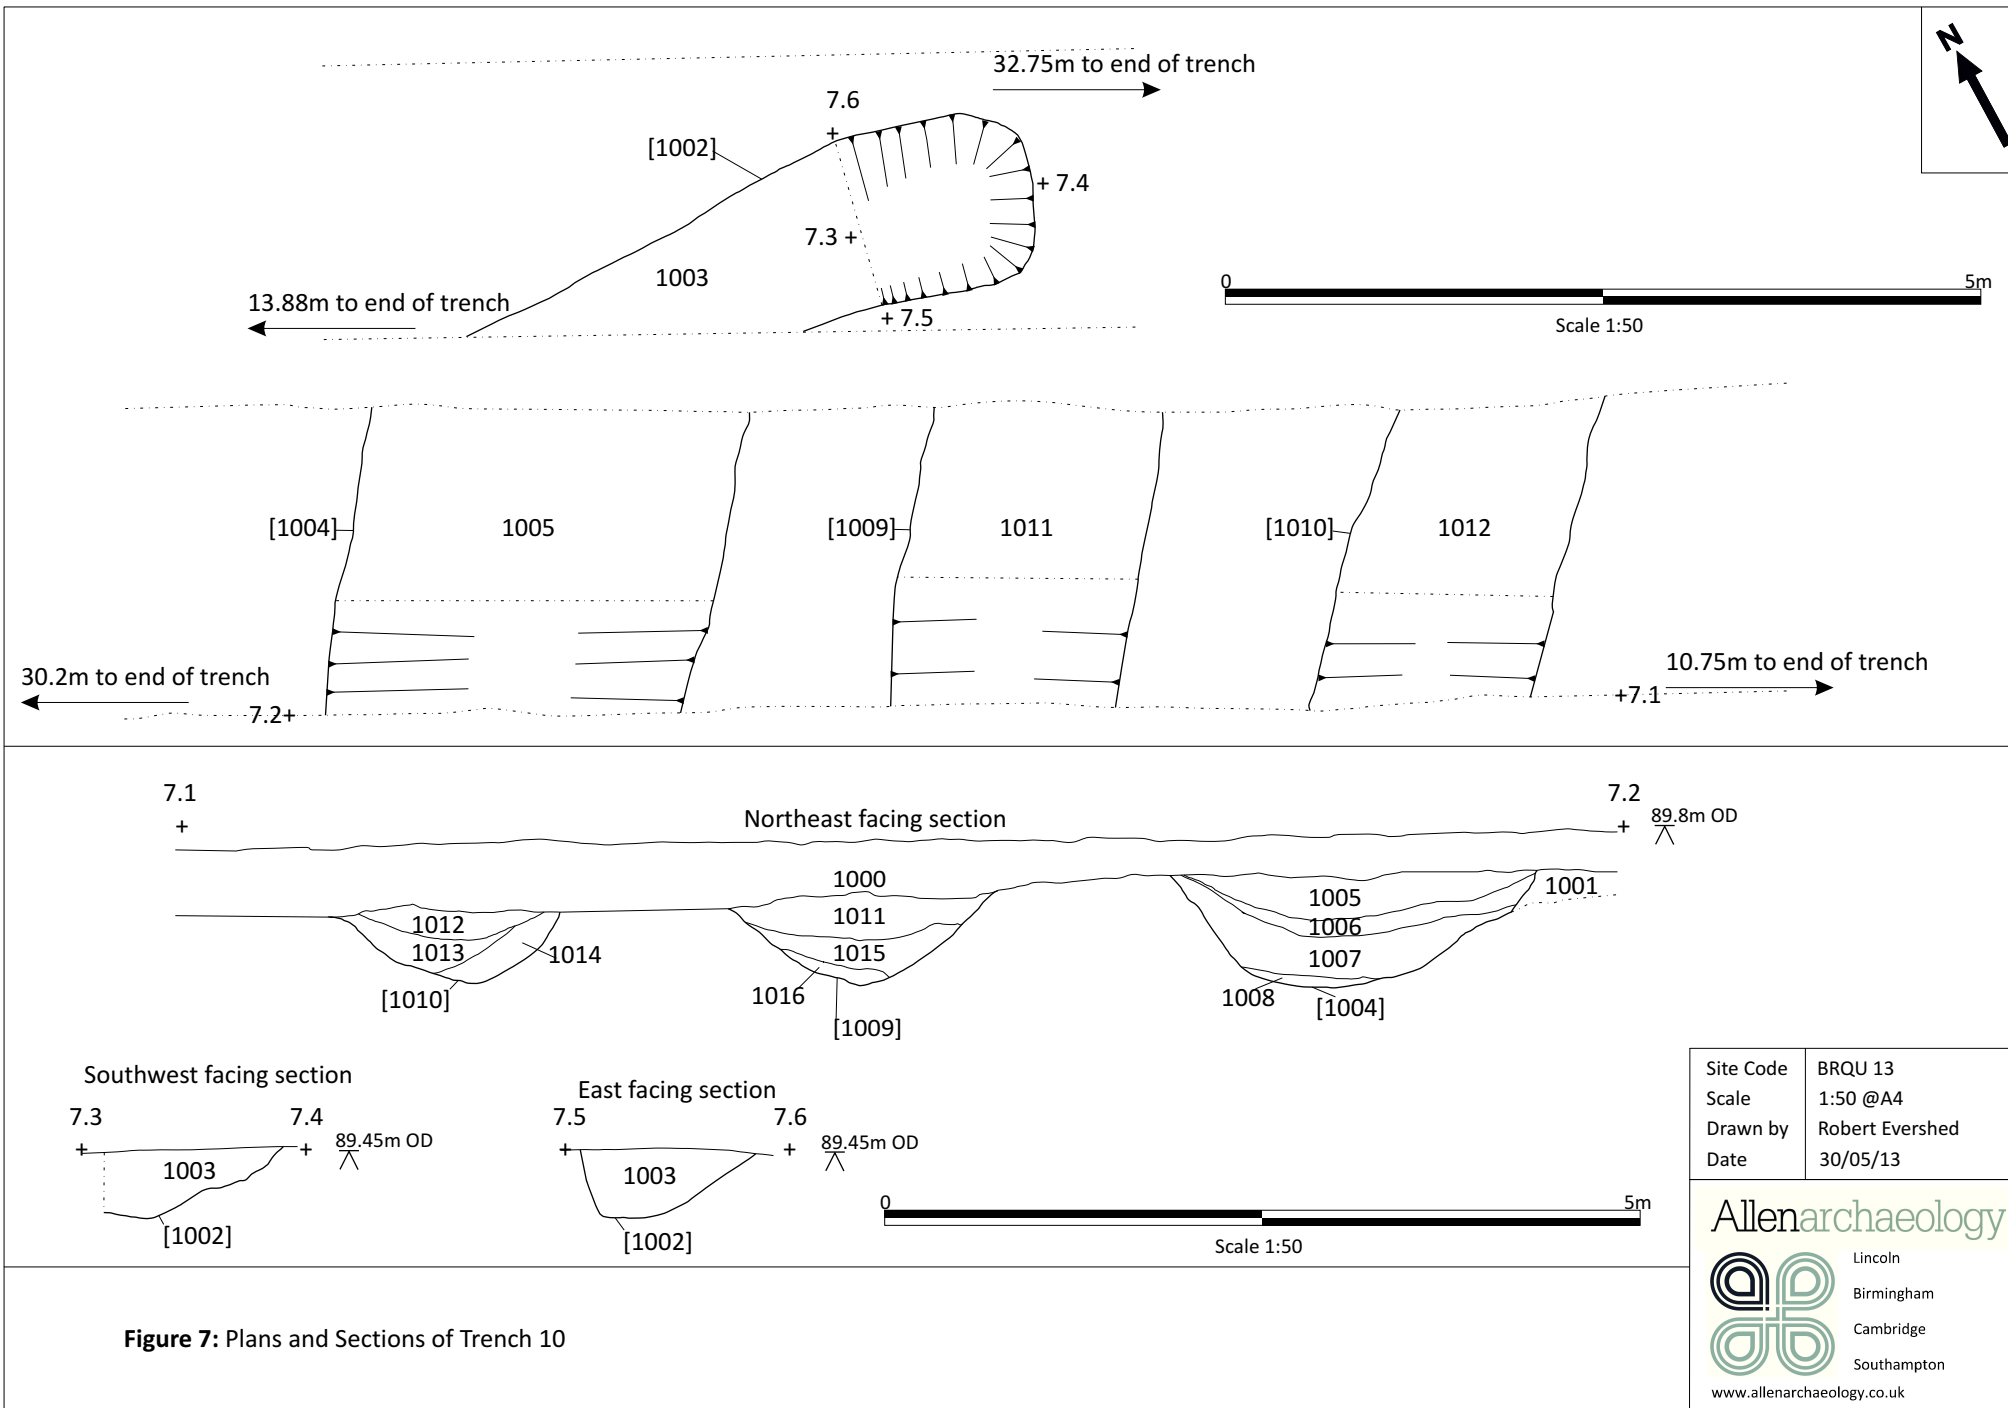 N
32.75m to end of trench
7.6
[1002]
+ 7.4
7.3 +
1003
13.88m to end of trench
+ 7.5
0 5m
Scale 1:50
[1004] 1005 [1009] 1011 [1010] 1012
30.2m to end of trench
10.75m to end of trench
7.2+
+7.1
7.1
+
Northeast facing section
7.2
+
89.8m OD
1000
1001
1005
1006
1007
1008
[1004]
1011
1015
1016
[1009]
1012
1013
1014
[1010]
Southwest facing section
7.3 7.4
+ + 89.45m OD
1003
[1002]
East facing section
7.5 7.6
+ + 89.45m OD
1003
[1002]
0 5m
Scale 1:50
Site Code BRQU 13
Scale 1:50 @A4
Drawn by Robert Evershed
Date 30/05/13
Allenarchaeology
Lincoln
Birmingham
Cambridge
Southampton
www.allenarchaeology.co.uk
Figure 7: Plans and Sections of Trench 10